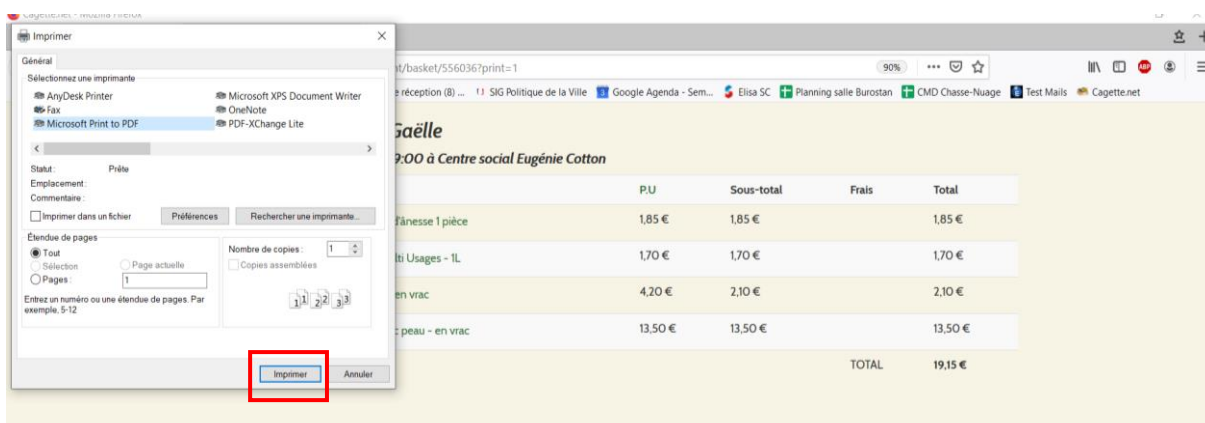 Cagette.net - Mozilla Firefox
Imprimer
Général
Sélectionnez une imprimante
AnyDesk Printer
Fax
Microsoft Print to PDF
Microsoft XPS Document Writer
OneNote
PDF-XChange Lite
Statut : Prête
Emplacement :
Commentaire :
Imprimer dans un fichier
Préférences
Rechercher une imprimante...
Étendue de pages
Tout
Sélection
Page actuelle
Pages : 1
Entrez un numéro ou une étendue de pages. Par
exemple, 5-12
Nombre de copies : 1
Copies assemblées
11 22 33
Imprimer
Annuler
/basket/556036?print=1
90%
réception (8) ... SIG Politique de la Ville Google Agenda - Sem... Elisa SC Planning salle Burostan CMD Chasse-Nuage Test Mails Cagette.net
Gaëlle
9:00 à Centre social Eugénie Cotton
P.U Sous-total Frais Total
d'ânesse 1 pièce 1,85 € 1,85 € 1,85 €
Usages - 1L 1,70 € 1,70 € 1,70 €
en vrac 4,20 € 2,10 € 2,10 €
peau - en vrac 13,50 € 13,50 € 13,50 €
TOTAL 19,15 €